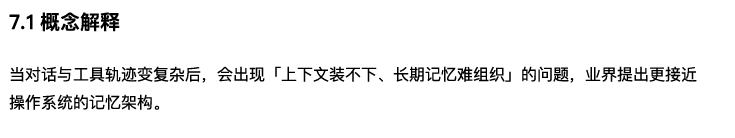 7.1 概念解释
当对话与工具轨迹变复杂后，会出现「上下文装不下、长期记忆难组织」的问题，业界提出更接近
操作系统的记忆架构。